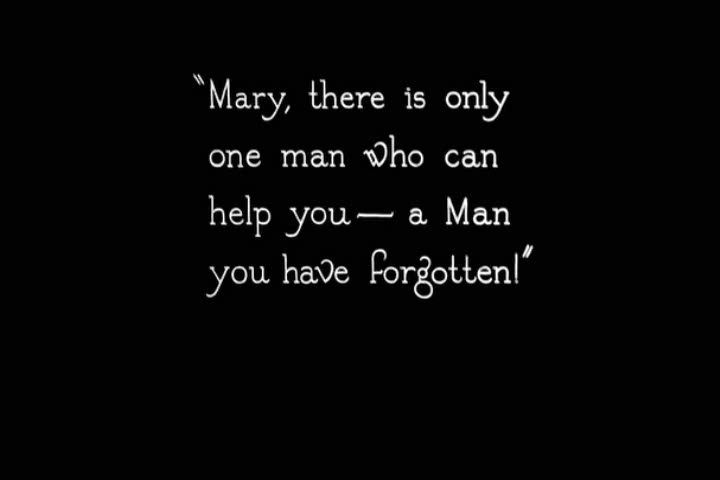 "Mary, there is only
one man who can
help you — a Man
you have forgotten!"